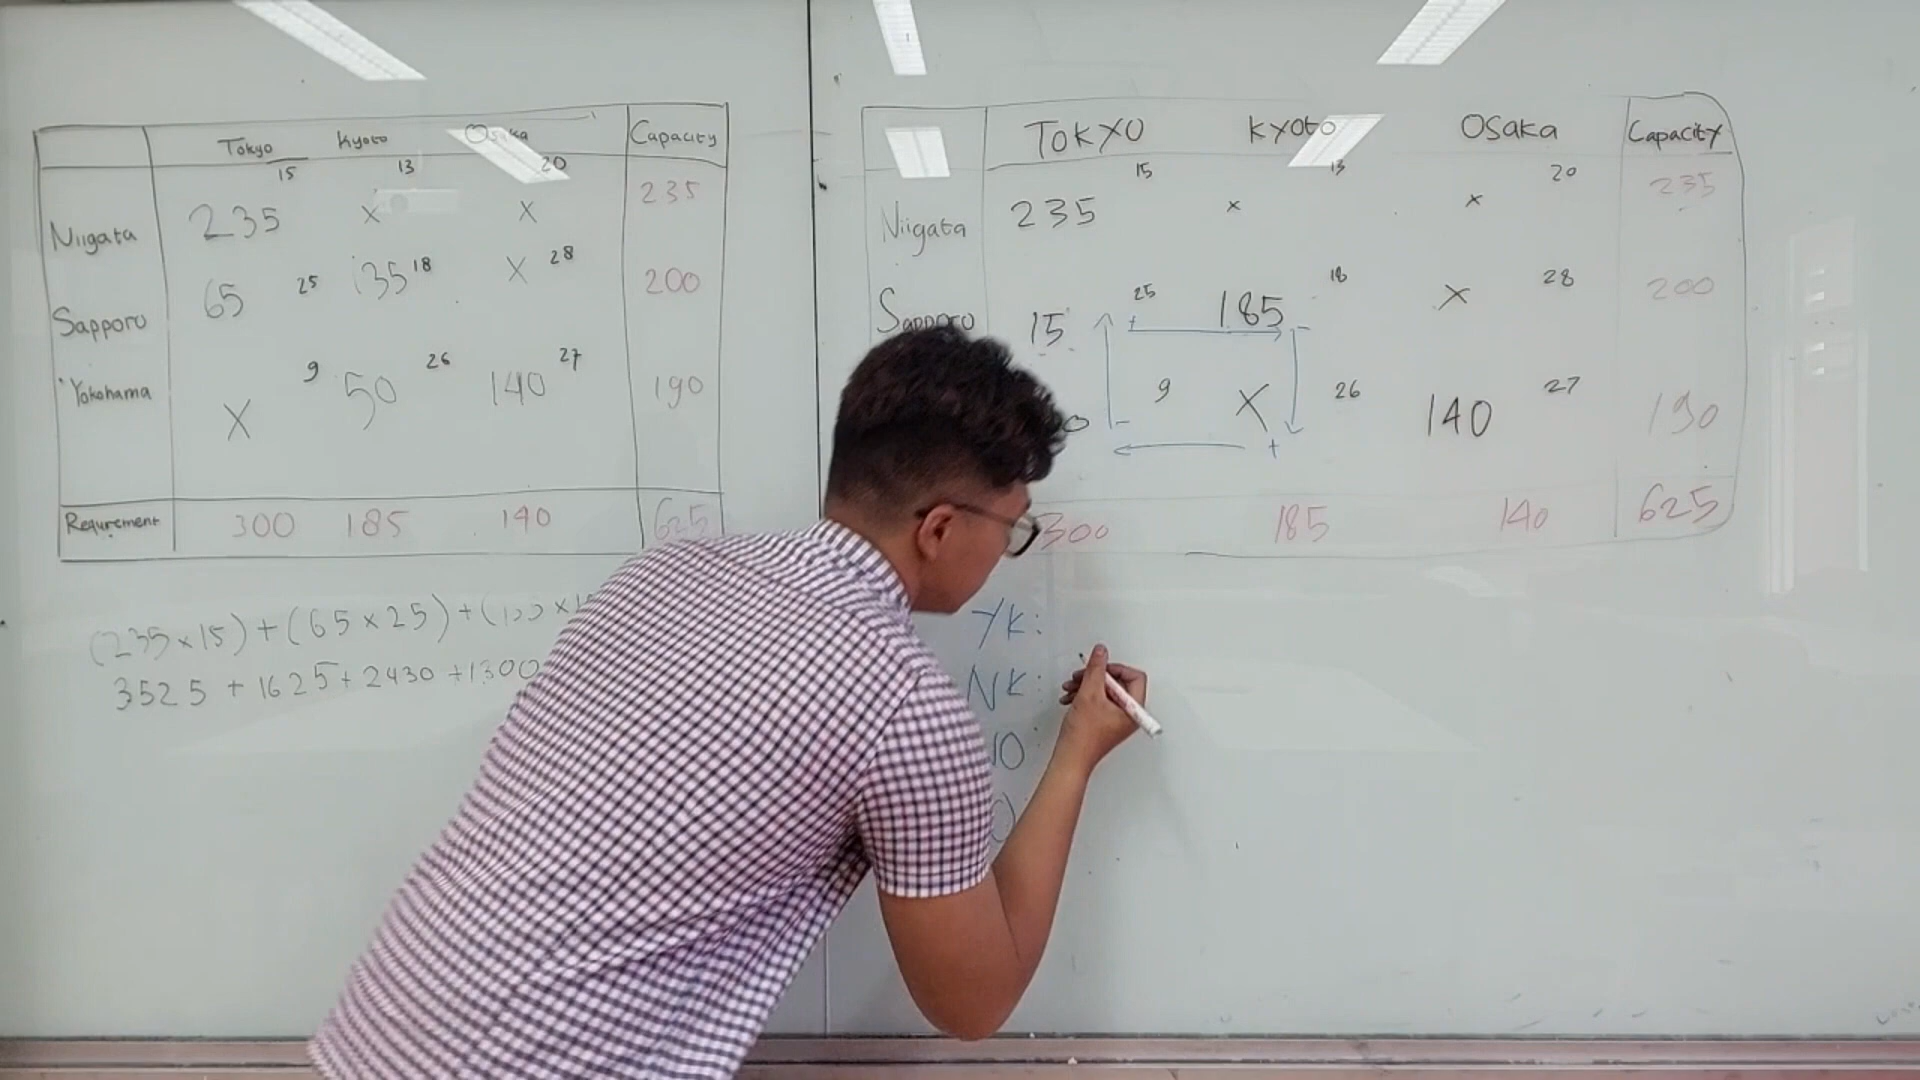 Tokyo Kyoto Osaka Capacity
15 13 20
Niigata 235 X X 235
Sapporo 65 25 135 18 X 28 200
Yokohama X 9 50 26 140 27 190
Requrement 300 185 140 625
(235 x 15) + (65 x 25) + (
3525 + 1625 + 2430 + 1300
TOKYO Kyoto Osaka Capacity
15 13 20
Niigata 235 x x 235
Sapporo 15 25 + 185 18 - X 28 200
9 - X 26 + 140 27 190
300 185 140 625
YK:
NK: